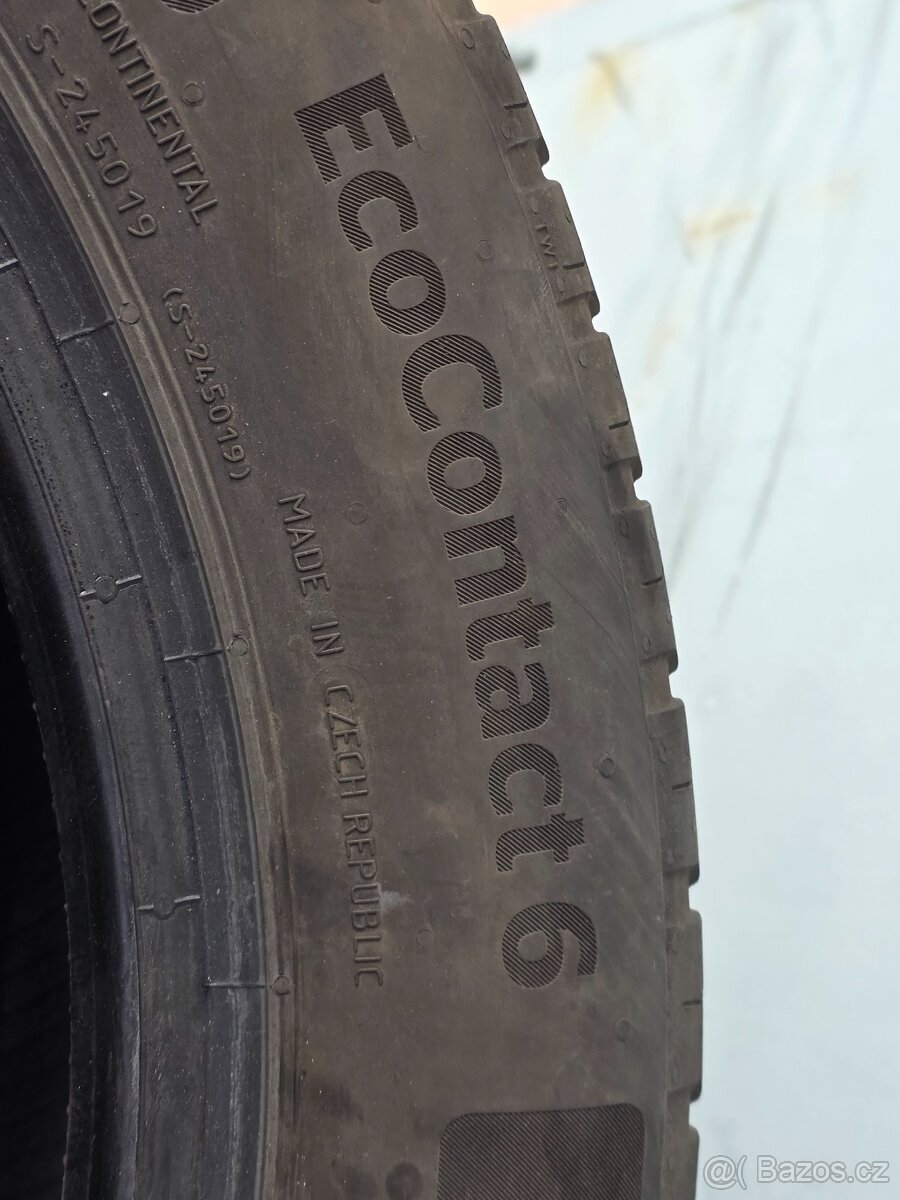 CONTINENTAL
S-245019
(S-245019)
EcoContact 6
TWI
MADE IN CZECH REPUBLIC
@( Bazos.cz